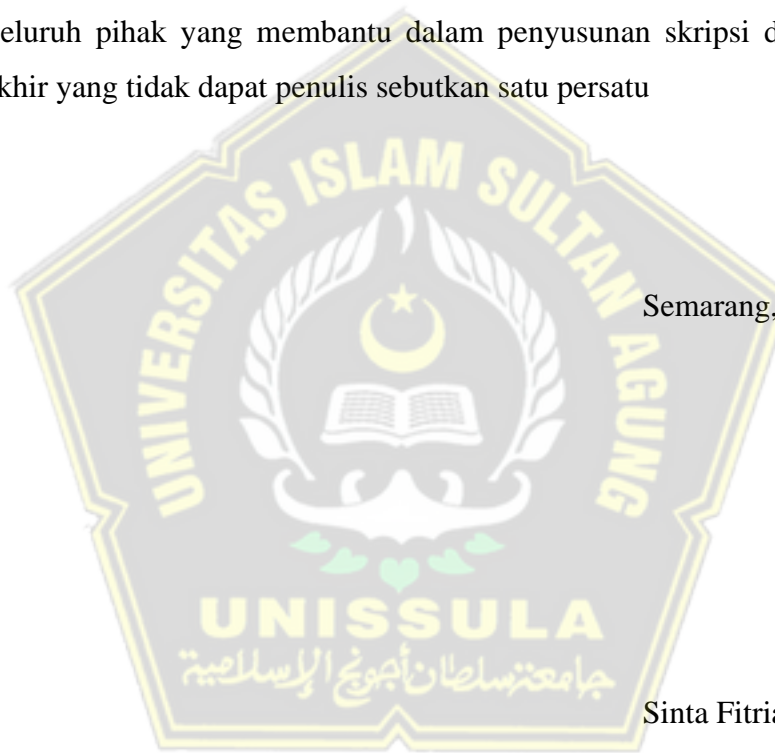 eluruh pihak yang membantu dalam penyusunan skripsi d
khir yang tidak dapat penulis sebutkan satu persatu
UNIVERSITAS ISLAM SULTAN AGUNG
Semarang,
UNISSULA
جامعة سلطان أجونج الإسلامية
Sinta Fitria